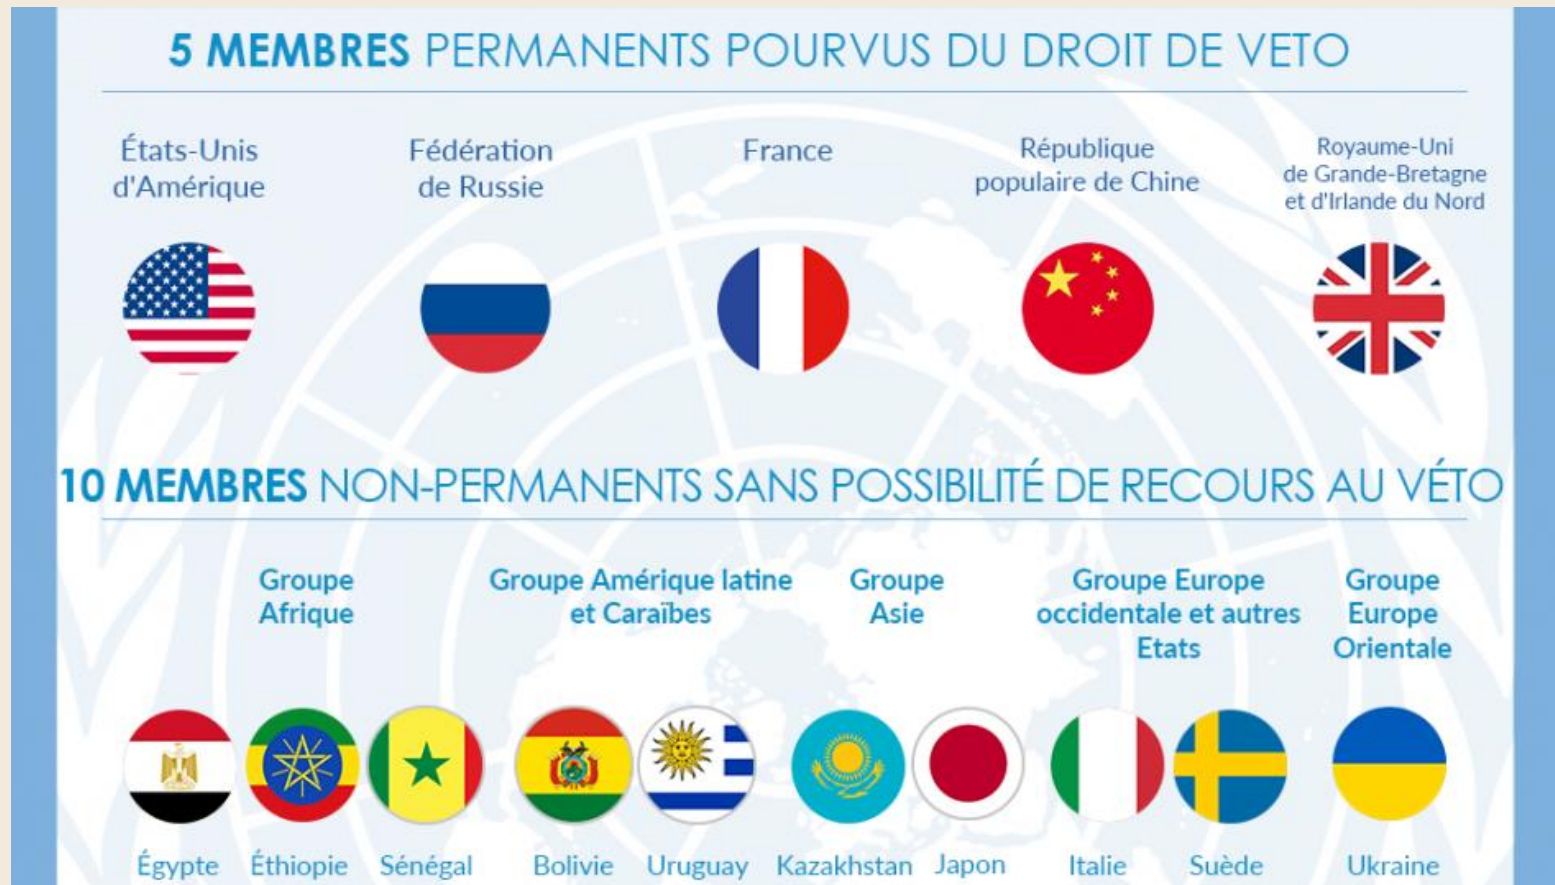 5 MEMBRES PERMANENTS POURVUS DU DROIT DE VETO
États-Unis
d'Amérique
Fédération
de Russie
France
République
populaire de Chine
Royaume-Uni
de Grande-Bretagne
et d'Irlande du Nord
10 MEMBRES NON-PERMANENTS SANS POSSIBILITÉ DE RECOURS AU VÉTO
Groupe
Afrique
Groupe Amérique latine
et Caraïbes
Groupe
Asie
Groupe Europe
occidentale et autres
Etats
Groupe
Europe
Orientale
Égypte
Éthiopie
Sénégal
Bolivie
Uruguay
Kazakhstan
Japon
Italie
Suède
Ukraine